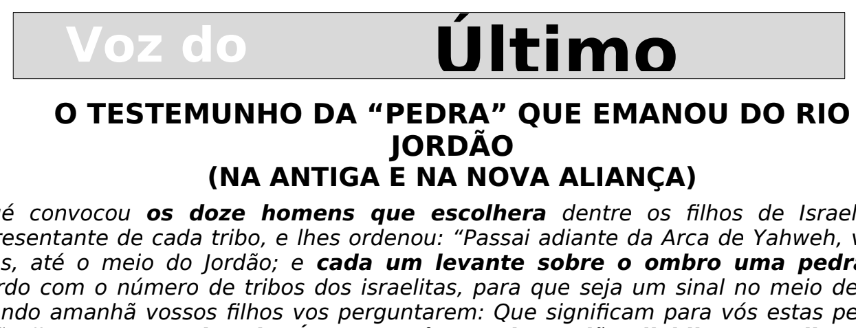 Voz do Último
O TESTEMUNHO DA “PEDRA” QUE EMANOU DO RIO
JORDÃO
(NA ANTIGA E NA NOVA ALIANÇA)
convocou os doze homens que escolhera dentre os filhos de Israel
de cada tribo, e lhes ordenou: “Passai adiante da Arca de Yahweh,
até o meio do Jordão; e cada um levante sobre o ombro uma pedra
com o número de tribos dos israelitas, para que seja um sinal no meio de
amanhã vossos filhos vos perguntarem: Que significam para vós estas